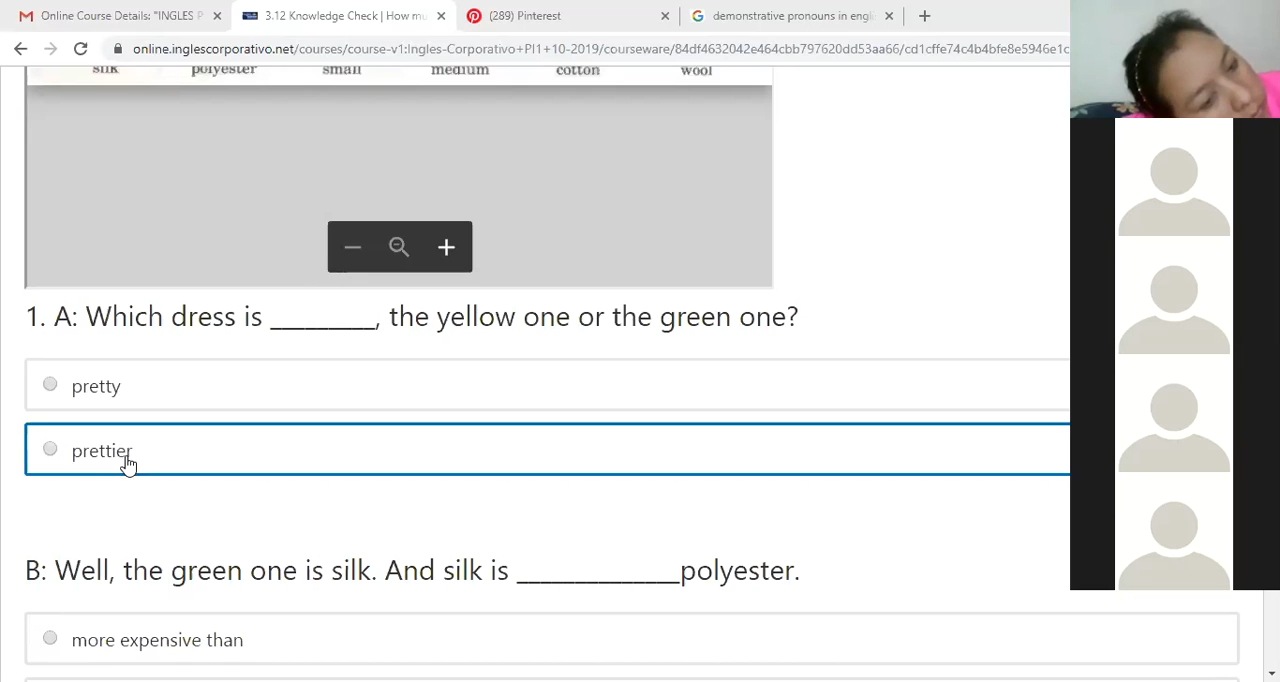 Online Course Details: "INGLES P
3.12 Knowledge Check | How mu
(289) Pinterest
demonstrative pronouns in engli
online.inglescorporativo.net/courses/course-v1:Ingles-Corporativo+PI1+10-2019/courseware/84df4632042e464cbb797620dd53aa66/cd1cffe74c4b4bfe8e5946e1c
silk polyester small medium cotton wool
1. A: Which dress is _________, the yellow one or the green one?
pretty
prettier
B: Well, the green one is silk. And silk is ______________polyester.
more expensive than